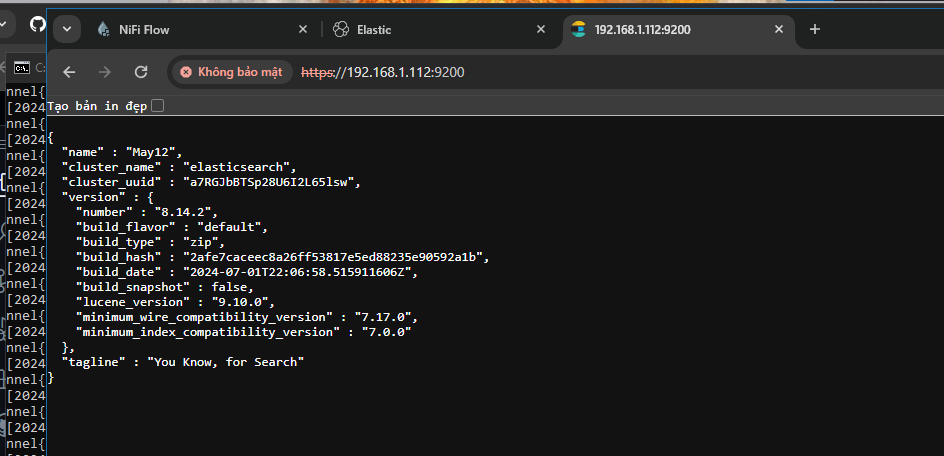 NiFi Flow
Elastic
192.168.1.112:9200
Không bảo mật
https://192.168.1.112:9200
Tạo bản in đẹp
{
"name" : "May12",
"cluster_name" : "elasticsearch",
"cluster_uuid" : "a7RGJbBTSp28U6I2L65lsw",
"version" : {
"number" : "8.14.2",
"build_flavor" : "default",
"build_type" : "zip",
"build_hash" : "2afe7caceec8a26ff53817e5ed88235e90592a1b",
"build_date" : "2024-07-01T22:06:58.515911606Z",
"build_snapshot" : false,
"lucene_version" : "9.10.0",
"minimum_wire_compatibility_version" : "7.17.0",
"minimum_index_compatibility_version" : "7.0.0"
},
"tagline" : "You Know, for Search"
}
C:
nnel{
[2024
nnel{
[2024
nnel{
[2024
nnel{
[2024
nnel{
[2024
nnel{
[2024
nnel{
[2024
nnel{
[2024
nnel{
[2024
nnel{
[2024
nnel{
[2024
nnel{